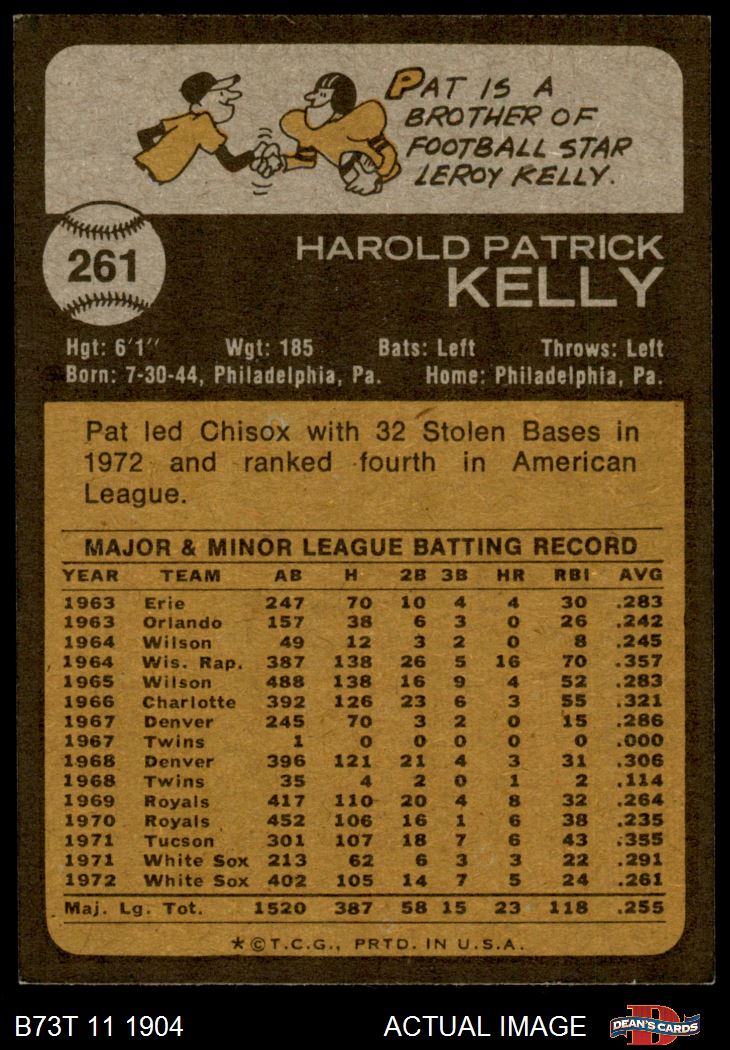 PAT IS A
BROTHER OF
FOOTBALL STAR
LEROY KELLY.
261
HAROLD PATRICK
KELLY
Hgt: 6'1" Wgt: 185 Bats: Left Throws: Left
Born: 7-30-44, Philadelphia, Pa. Home: Philadelphia, Pa.
Pat led Chisox with 32 Stolen Bases in
1972 and ranked fourth in American
League.
MAJOR & MINOR LEAGUE BATTING RECORD
YEAR TEAM AB H 2B 3B HR RBI AVG
1963 Erie 247 70 10 4 4 30 .283
1963 Orlando 157 38 6 3 0 26 .242
1964 Wilson 49 12 3 2 0 8 .245
1964 Wis. Rap. 387 138 26 5 16 70 .357
1965 Wilson 488 138 16 9 4 52 .283
1966 Charlotte 392 126 23 6 3 55 .321
1967 Denver 245 70 3 2 0 15 .286
1967 Twins 1 0 0 0 0 0 .000
1968 Denver 396 121 21 4 3 31 .306
1968 Twins 35 4 2 0 1 2 .114
1969 Royals 417 110 20 4 8 32 .264
1970 Royals 452 106 16 1 6 38 .235
1971 Tucson 301 107 18 7 6 43 .355
1971 White Sox 213 62 6 3 3 22 .291
1972 White Sox 402 105 14 7 5 24 .261
Maj. Lg. Tot. 1520 387 58 15 23 118 .255
*©T.C.G., PRTD. IN U.S.A.
B73T 11 1904 ACTUAL IMAGE D DEAN'S CARDS